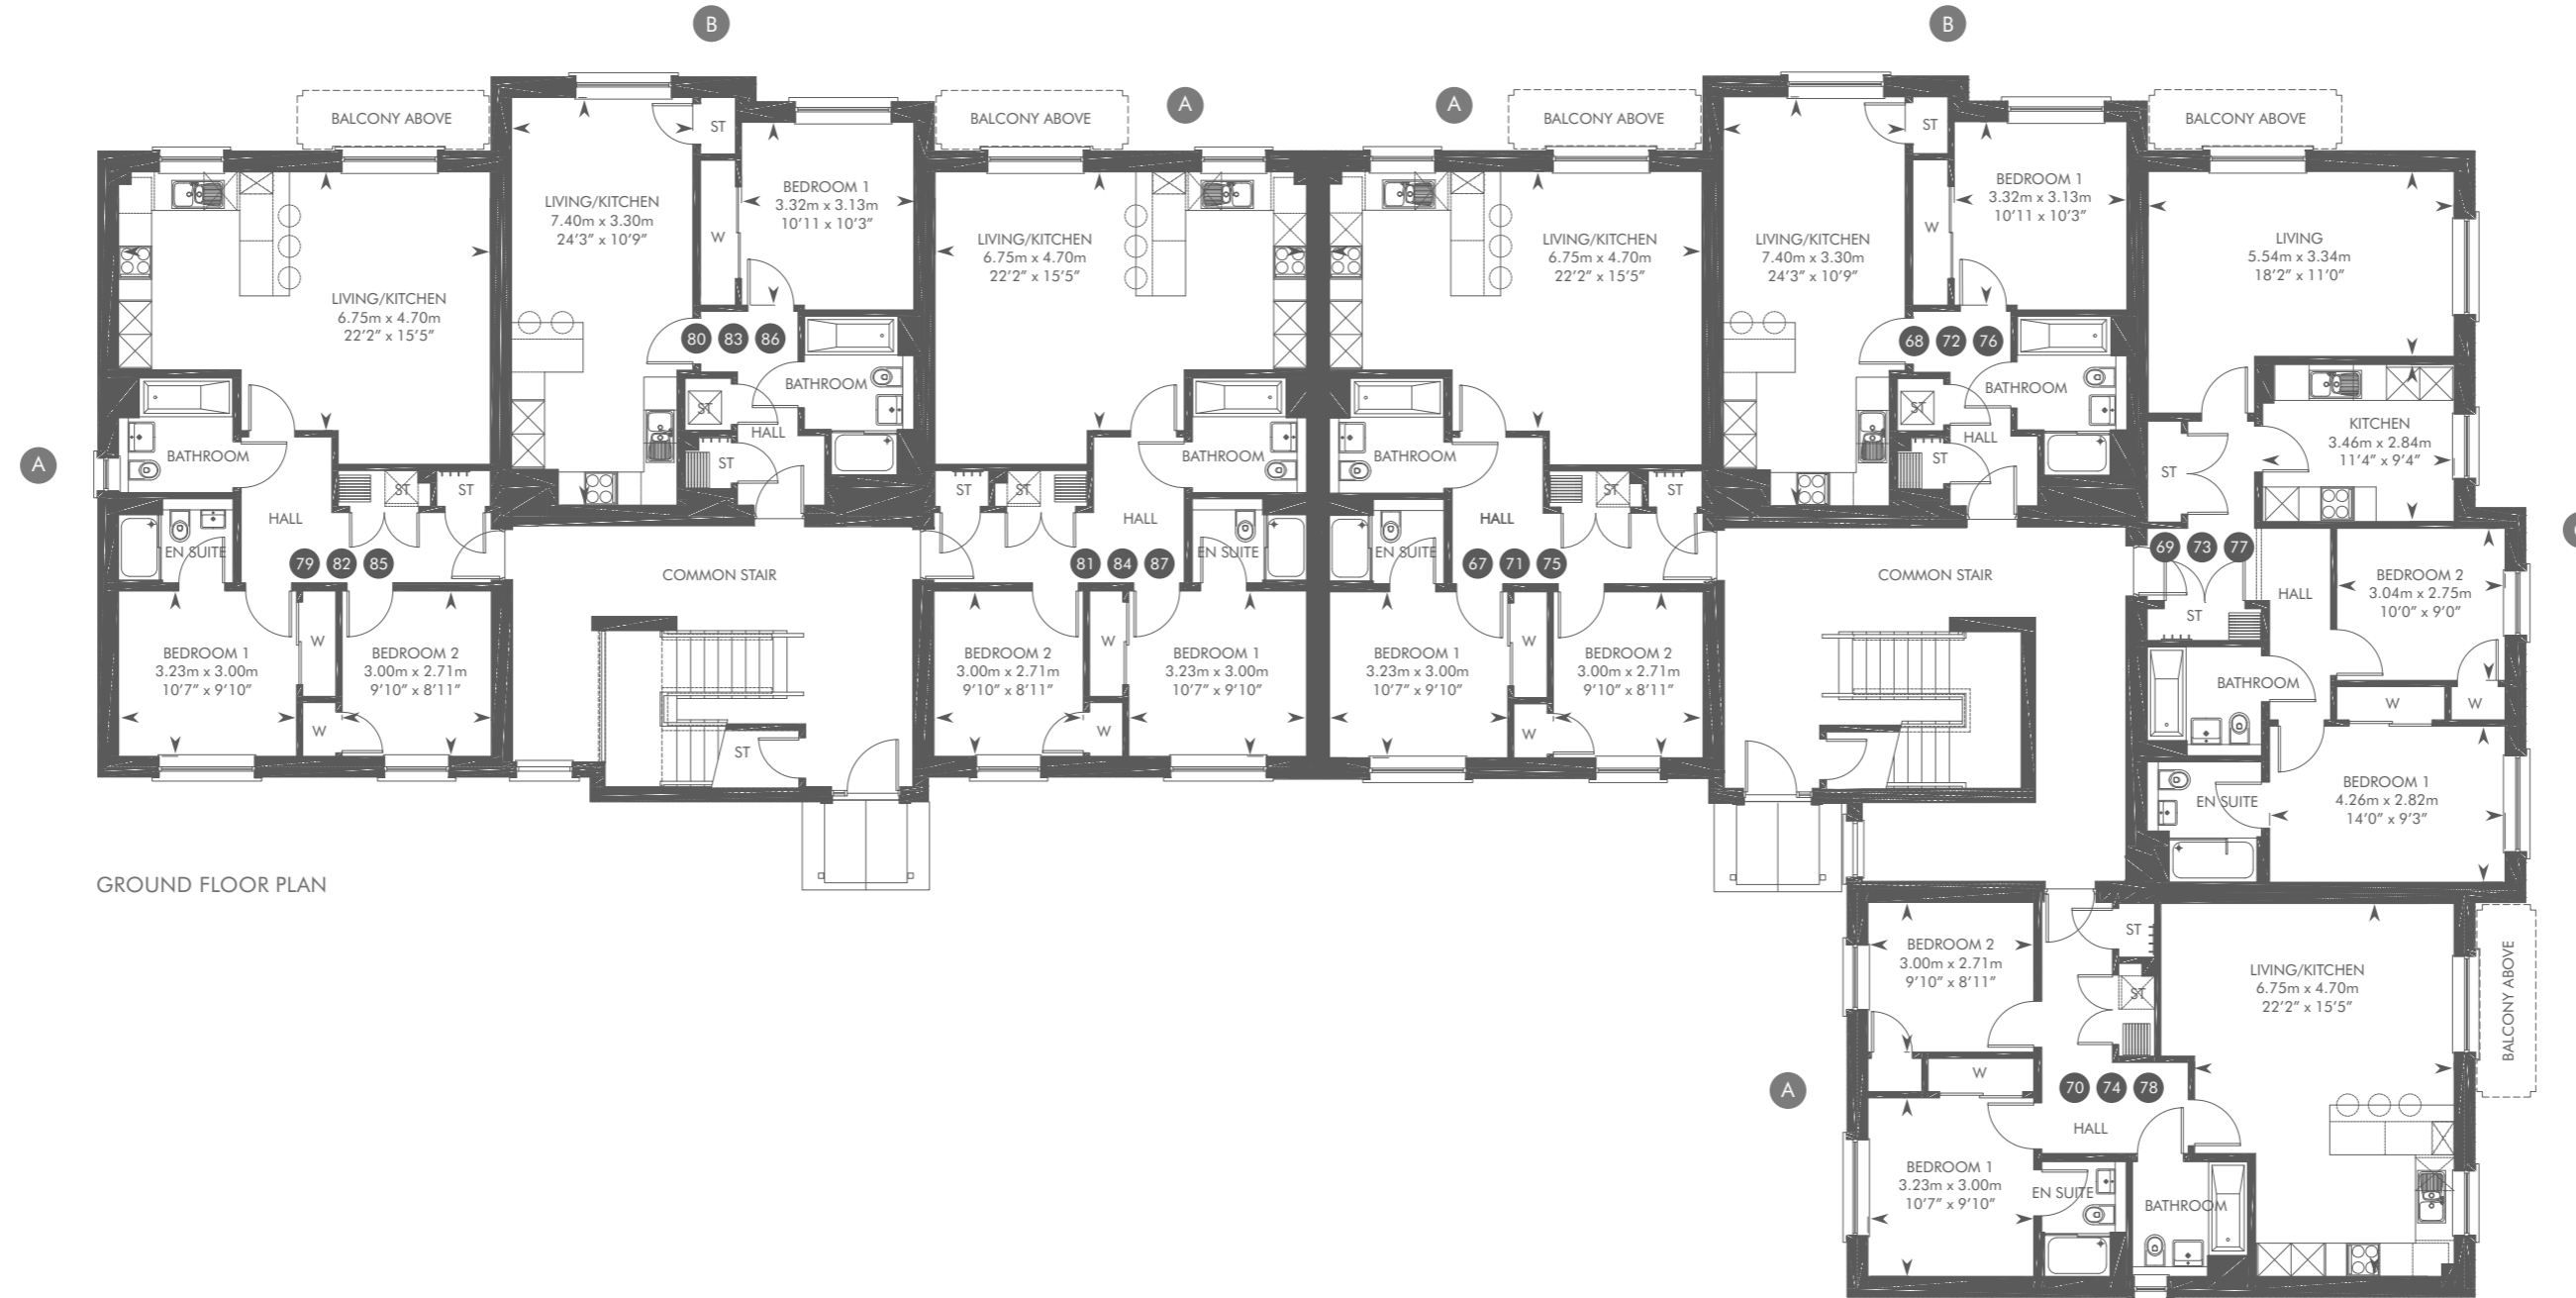 B
B
BALCONY ABOVE
A
BALCONY ABOVE
A
BALCONY ABOVE
BALCONY ABOVE
LIVING/KITCHEN
6.75m x 4.70m
22’2” x 15’5”
BATHROOM
A
EN SUITE
HALL
ST
ST
79 82 85
BEDROOM 1
3.23m x 3.00m
10’7” x 9’10”
W
W
BEDROOM 2
3.00m x 2.71m
9’10” x 8’11”
LIVING/KITCHEN
7.40m x 3.30m
24’3” x 10’9”
ST
W
BEDROOM 1
3.32m x 3.13m
10’11 x 10’3”
80 83 86
BATHROOM
ST
HALL
ST
COMMON STAIR
ST
LIVING/KITCHEN
6.75m x 4.70m
22’2” x 15’5”
BATHROOM
ST
ST
HALL
EN SUITE
81 84 87
BEDROOM 2
3.00m x 2.71m
9’10” x 8’11”
W
W
BEDROOM 1
3.23m x 3.00m
10’7” x 9’10”
LIVING/KITCHEN
6.75m x 4.70m
22’2” x 15’5”
BATHROOM
HALL
ST
ST
EN SUITE
67 71 75
BEDROOM 1
3.23m x 3.00m
10’7” x 9’10”
W
W
BEDROOM 2
3.00m x 2.71m
9’10” x 8’11”
LIVING/KITCHEN
7.40m x 3.30m
24’3” x 10’9”
ST
W
BEDROOM 1
3.32m x 3.13m
10’11 x 10’3”
68 72 76
BATHROOM
ST
HALL
ST
COMMON STAIR
LIVING
5.54m x 3.34m
18’2” x 11’0”
KITCHEN
3.46m x 2.84m
11’4” x 9’4”
ST
69 73 77
ST
HALL
BEDROOM 2
3.04m x 2.75m
10’0” x 9’0”
BATHROOM
W
W
EN SUITE
BEDROOM 1
4.26m x 2.82m
14’0” x 9’3”
GROUND FLOOR PLAN
BEDROOM 2
3.00m x 2.71m
9’10” x 8’11”
ST
ST
LIVING/KITCHEN
6.75m x 4.70m
22’2” x 15’5”
BALCONY ABOVE
A
W
70 74 78
HALL
BEDROOM 1
3.23m x 3.00m
10’7” x 9’10”
EN SUITE
BATHROOM